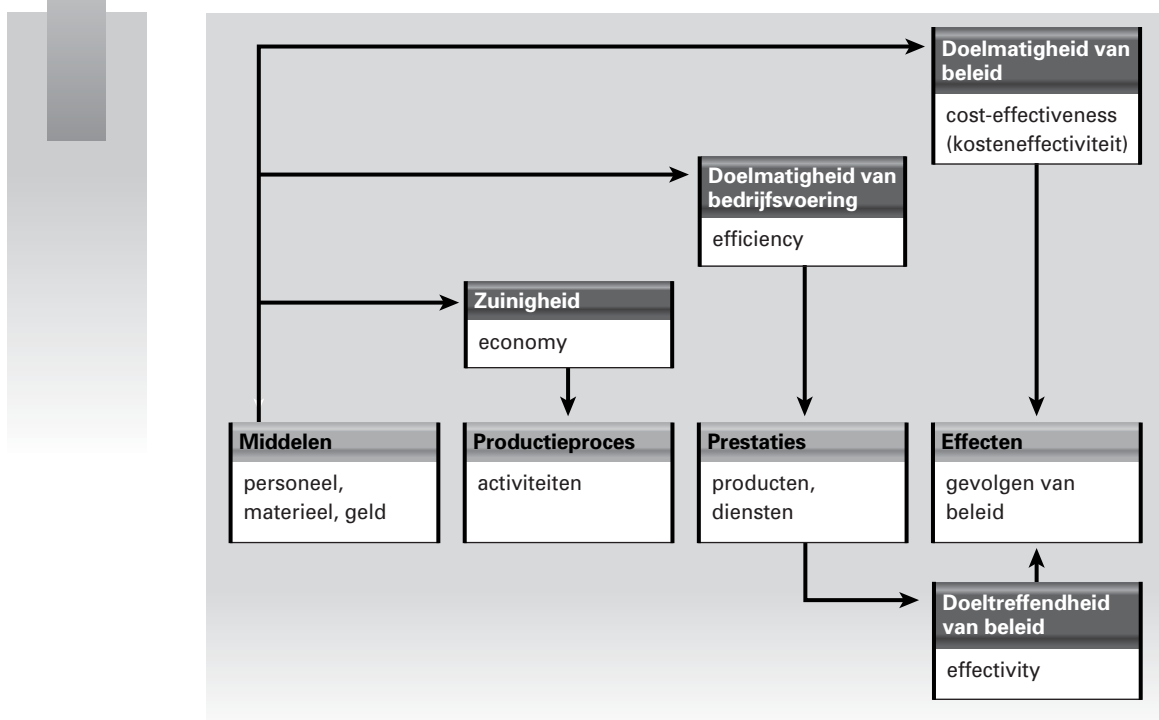 Doelmatigheid van
beleid
cost-effectiveness
(kosteneffectiviteit)
Doelmatigheid van
bedrijfsvoering
efficiency
Zuinigheid
economy
Middelen
personeel,
materieel, geld
Productieproces
activiteiten
Prestaties
producten,
diensten
Effecten
gevolgen van
beleid
Doeltreffendheid
van beleid
effectivity